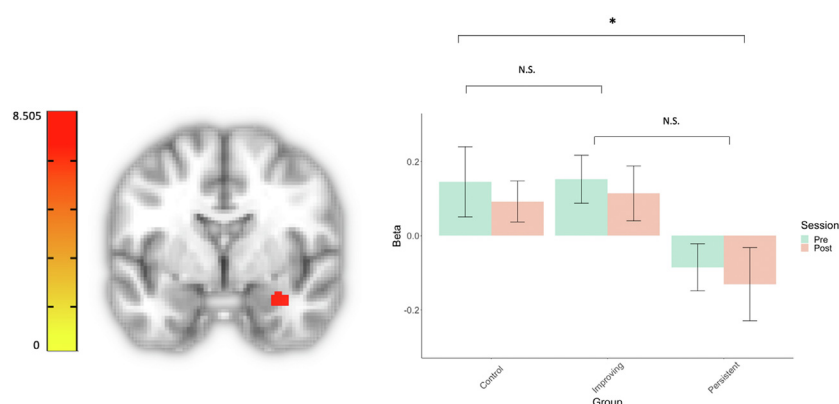 8.505
0
*
N.S.
N.S.
0.2
0.0
-0.2
Beta
Control
Improving
Persistent
Group
Session
Pre
Post